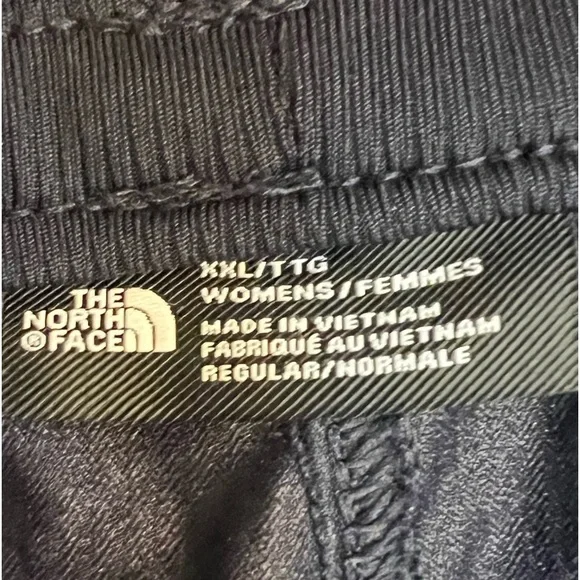 THE
NORTH
® FACE
XXL/TTG
WOMENS/FEMMES
MADE IN VIETNAM
FABRIQUÉ AU VIETNAM
REGULAR/NORMALE